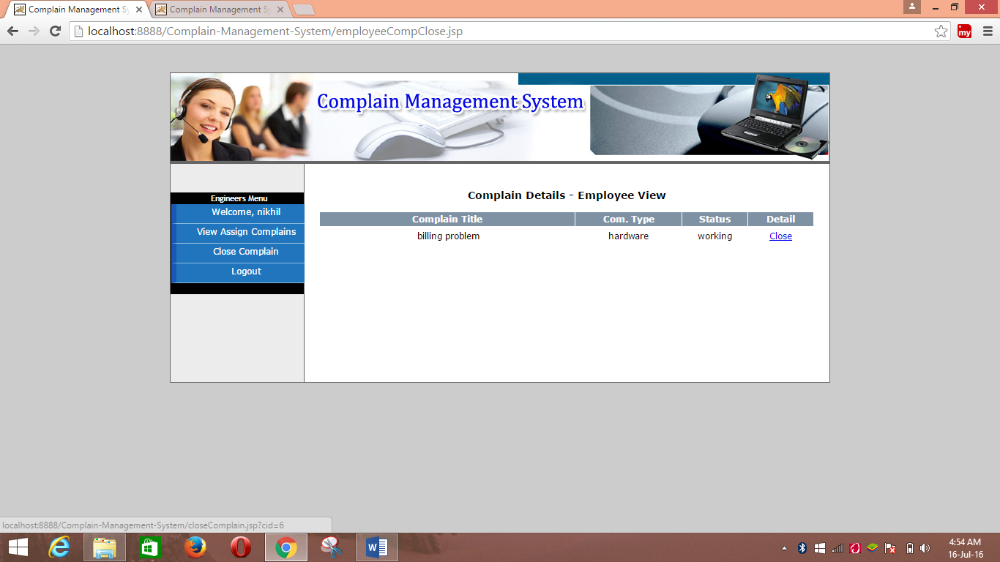 Complain Management Sy
Complain Management Sy
localhost:8888/Complain-Management-System/employeeCompClose.jsp
my
Complain Management System
Engineers Menu
Welcome, nikhil
View Assign Complains
Close Complain
Logout
Complain Details - Employee View
Complain Title Com. Type Status Detail
billing problem hardware working Close
localhost:8888/Complain-Management-System/closeComplain.jsp?cid=6
4:54 AM
16-Jul-16